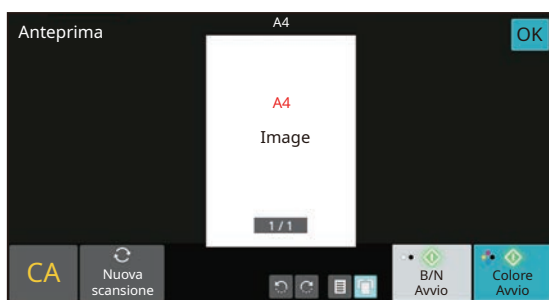 Anteprima
A4
OK
A4
Image
1 / 1
CA
Nuova
scansione
B/N
Avvio
Colore
Avvio